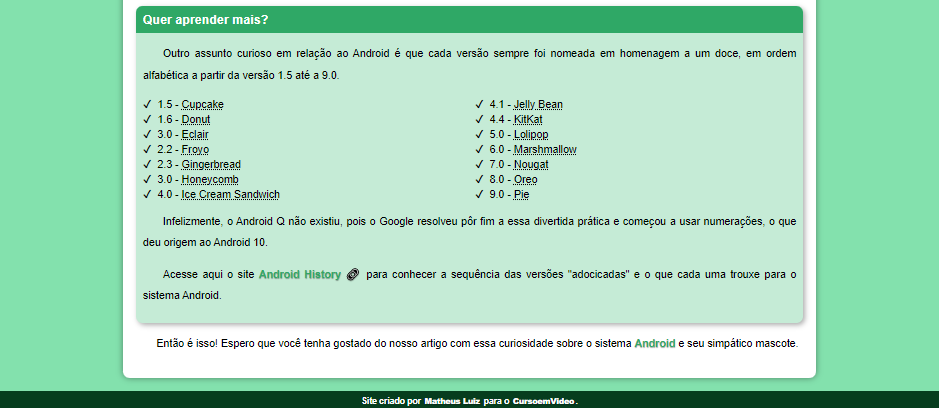 Quer aprender mais?
Outro assunto curioso em relação ao Android é que cada versão sempre foi nomeada em homenagem a um doce, em ordem
alfabética a partir da versão 1.5 até a 9.0.
✓ 1.5 - Cupcake
✓ 1.6 - Donut
✓ 3.0 - Eclair
✓ 2.2 - Froyo
✓ 2.3 - Gingerbread
✓ 3.0 - Honeycomb
✓ 4.0 - Ice Cream Sandwich
✓ 4.1 - Jelly Bean
✓ 4.4 - KitKat
✓ 5.0 - Lolipop
✓ 6.0 - Marshmallow
✓ 7.0 - Nougat
✓ 8.0 - Oreo
✓ 9.0 - Pie
Infelizmente, o Android Q não existiu, pois o Google resolveu pôr fim a essa divertida prática e começou a usar numerações, o que
deu origem ao Android 10.
Acesse aqui o site Android History para conhecer a sequência das versões "adocicadas" e o que cada uma trouxe para o
sistema Android.
Então é isso! Espero que você tenha gostado do nosso artigo com essa curiosidade sobre o sistema Android e seu simpático mascote.
Site criado por Matheus Luiz para o CursoemVideo.